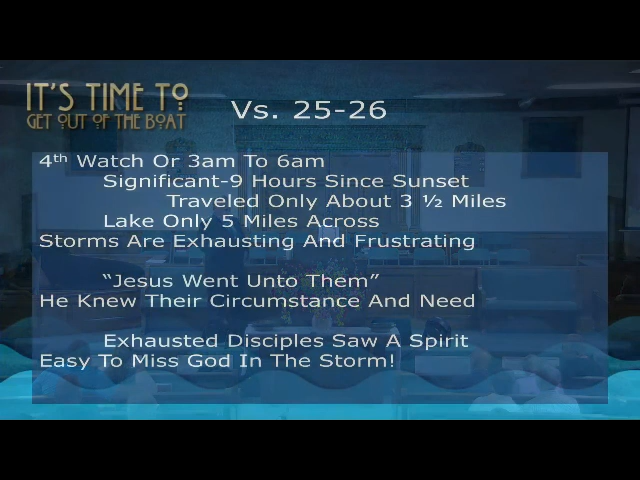 IT'S TIME TO
GET OUT OF THE BOAT
Vs. 25-26
4th Watch Or 3am To 6am
Significant-9 Hours Since Sunset
Traveled Only About 3 ½ Miles
Lake Only 5 Miles Across
Storms Are Exhausting And Frustrating
“Jesus Went Unto Them”
He Knew Their Circumstance And Need
Exhausted Disciples Saw A Spirit
Easy To Miss God In The Storm!